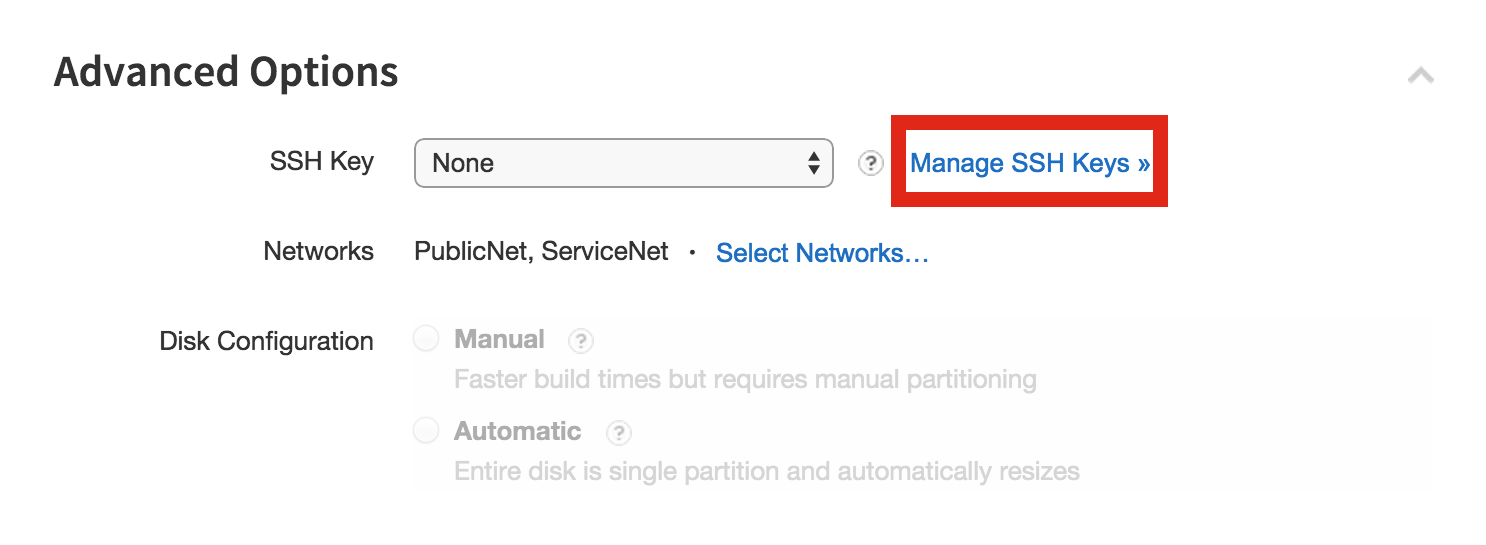 Advanced Options
SSH Key None ? Manage SSH Keys »
Networks PublicNet, ServiceNet · Select Networks…
Disk Configuration Manual ?
Faster build times but requires manual partitioning
Automatic ?
Entire disk is single partition and automatically resizes